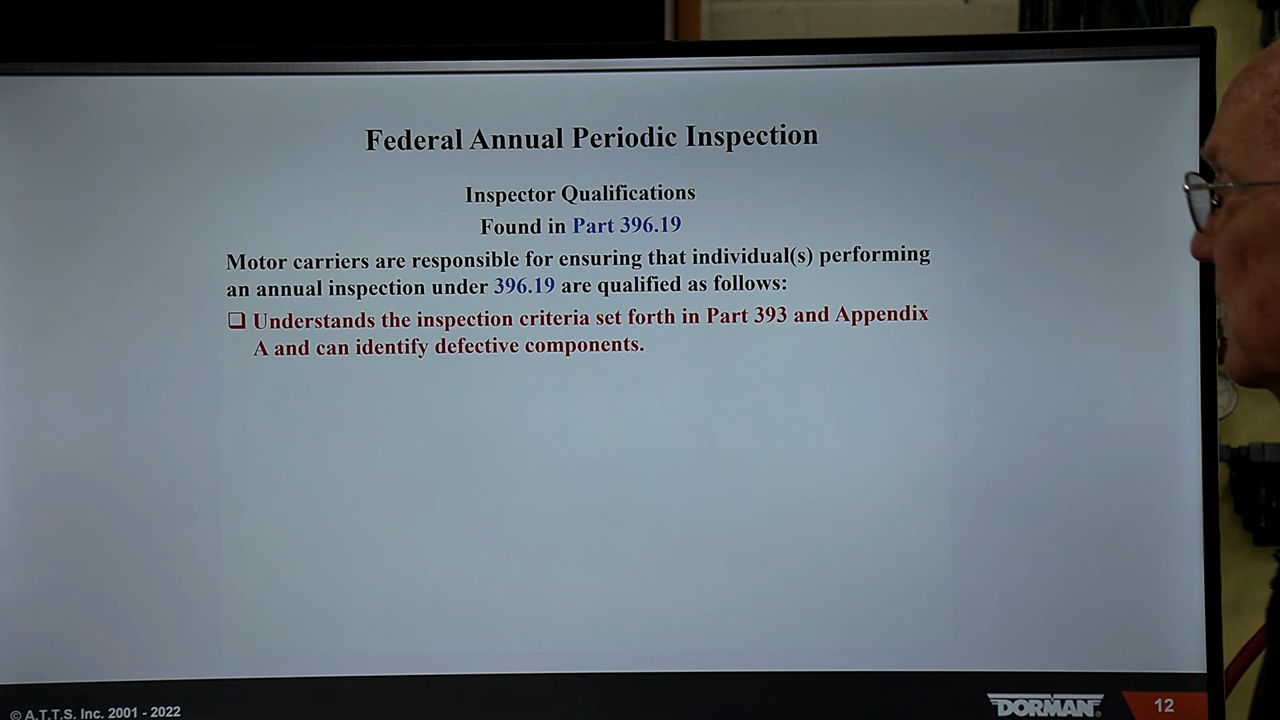 Federal Annual Periodic Inspection
Inspector Qualifications
Found in Part 396.19
Motor carriers are responsible for ensuring that individual(s) performing
an annual inspection under 396.19 are qualified as follows:
❑ Understands the inspection criteria set forth in Part 393 and Appendix
A and can identify defective components.
© A.T.T.S. Inc. 2001 - 2022
DORMAN®
12